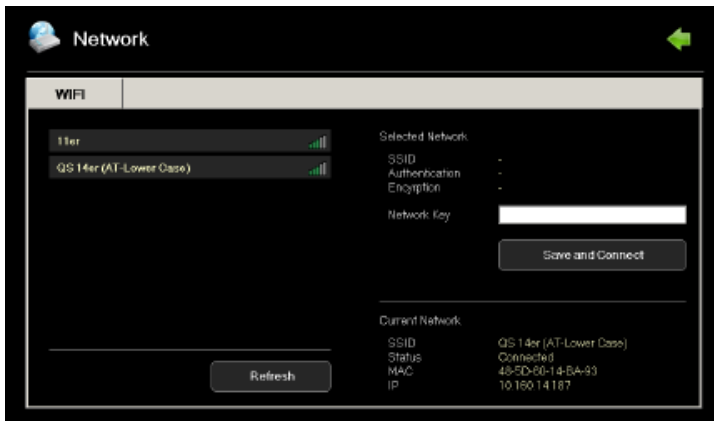 Network
WIFI
11er
QS 14er (AT-Lower Case)
Selected Network
SSID -
Authentication -
Encyrption -
Network Key
Save and Connect
Refresh
Current Network
SSID QS 14er (AT-Lower Case)
Status Connected
MAC 48-5D-60-14-BA-93
IP 10 160 14 187